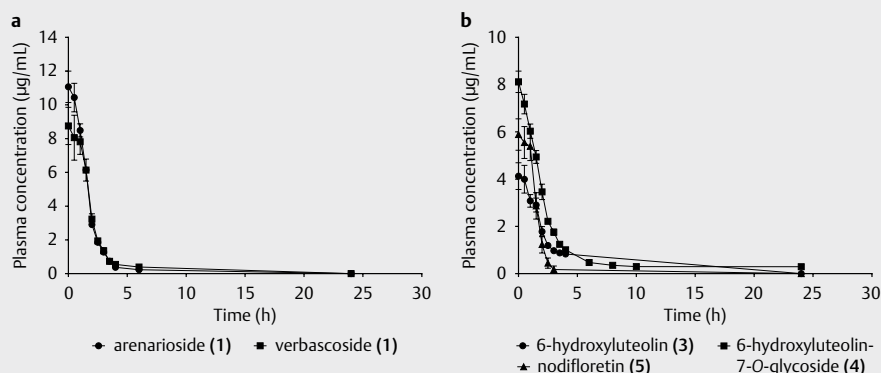 a
Plasma concentration (µg/mL)
14
12
10
8
6
4
2
0
0 5 10 15 20 25 30
Time (h)
arenarioside (1) verbascoside (1)
b
Plasma concentration (µg/mL)
10
8
6
4
2
0
0 5 10 15 20 25 30
Time (h)
6-hydroxyluteolin (3) 6-hydroxyluteolin-
nodifloretin (5) 7-O-glycoside (4)